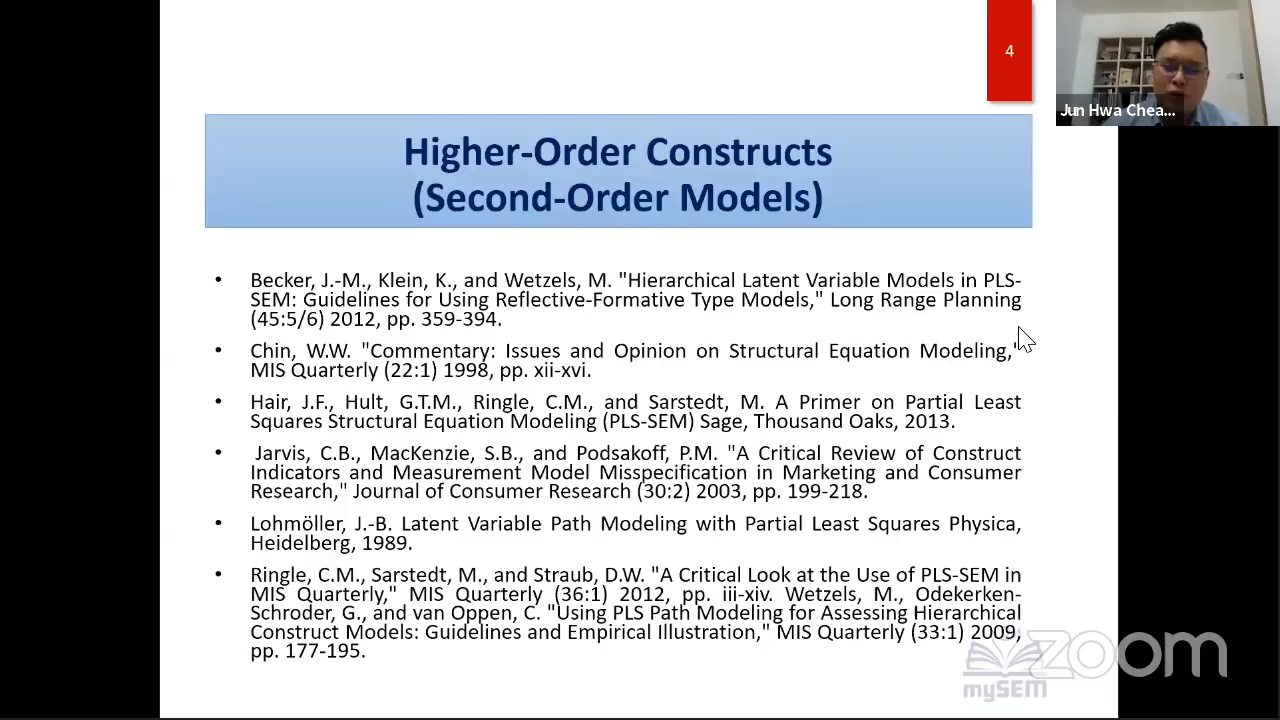 4
Jun Hwa Chea...
Higher-Order Constructs
(Second-Order Models)
• Becker, J.-M., Klein, K., and Wetzels, M. "Hierarchical Latent Variable Models in PLS-
SEM: Guidelines for Using Reflective-Formative Type Models," Long Range Planning
(45:5/6) 2012, pp. 359-394.
• Chin, W.W. "Commentary: Issues and Opinion on Structural Equation Modeling,"
MIS Quarterly (22:1) 1998, pp. xii-xvi.
• Hair, J.F., Hult, G.T.M., Ringle, C.M., and Sarstedt, M. A Primer on Partial Least
Squares Structural Equation Modeling (PLS-SEM) Sage, Thousand Oaks, 2013.
• Jarvis, C.B., MacKenzie, S.B., and Podsakoff, P.M. "A Critical Review of Construct
Indicators and Measurement Model Misspecification in Marketing and Consumer
Research," Journal of Consumer Research (30:2) 2003, pp. 199-218.
• Lohmöller, J.-B. Latent Variable Path Modeling with Partial Least Squares Physica,
Heidelberg, 1989.
• Ringle, C.M., Sarstedt, M., and Straub, D.W. "A Critical Look at the Use of PLS-SEM in
MIS Quarterly," MIS Quarterly (36:1) 2012, pp. iii-xiv. Wetzels, M., Odekerken-
Schroder, G., and van Oppen, C. "Using PLS Path Modeling for Assessing Hierarchical
Construct Models: Guidelines and Empirical Illustration," MIS Quarterly (33:1) 2009,
pp. 177-195.
zoom
mySEM